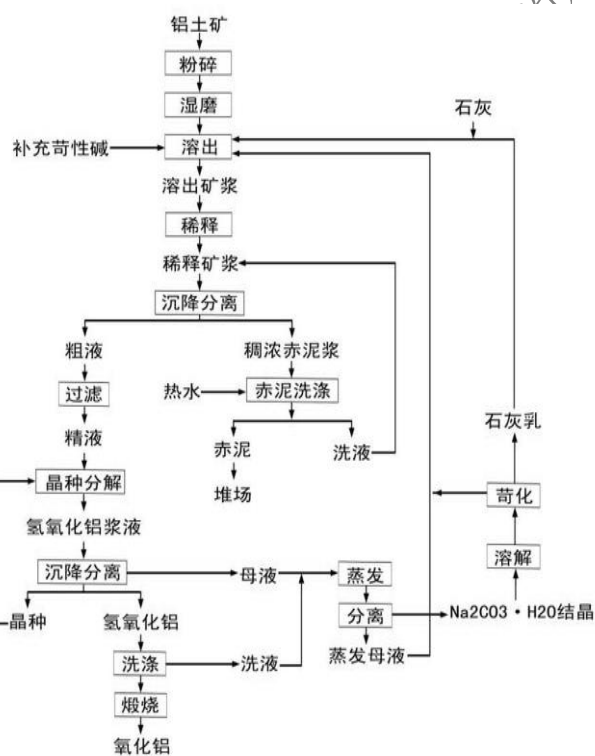 铝土矿
粉碎
湿磨
石灰
补充苛性碱
溶出
溶出矿浆
稀释
稀释矿浆
沉降分离
粗液
稠浓赤泥浆
过滤
热水
赤泥洗涤
精液
赤泥
洗液
石灰乳
晶种分解
堆场
苛化
氢氧化铝浆液
溶解
沉降分离
母液
蒸发
晶种
氢氧化铝
分离
Na2CO3·H2O结晶
洗涤
洗液
蒸发母液
煅烧
氧化铝